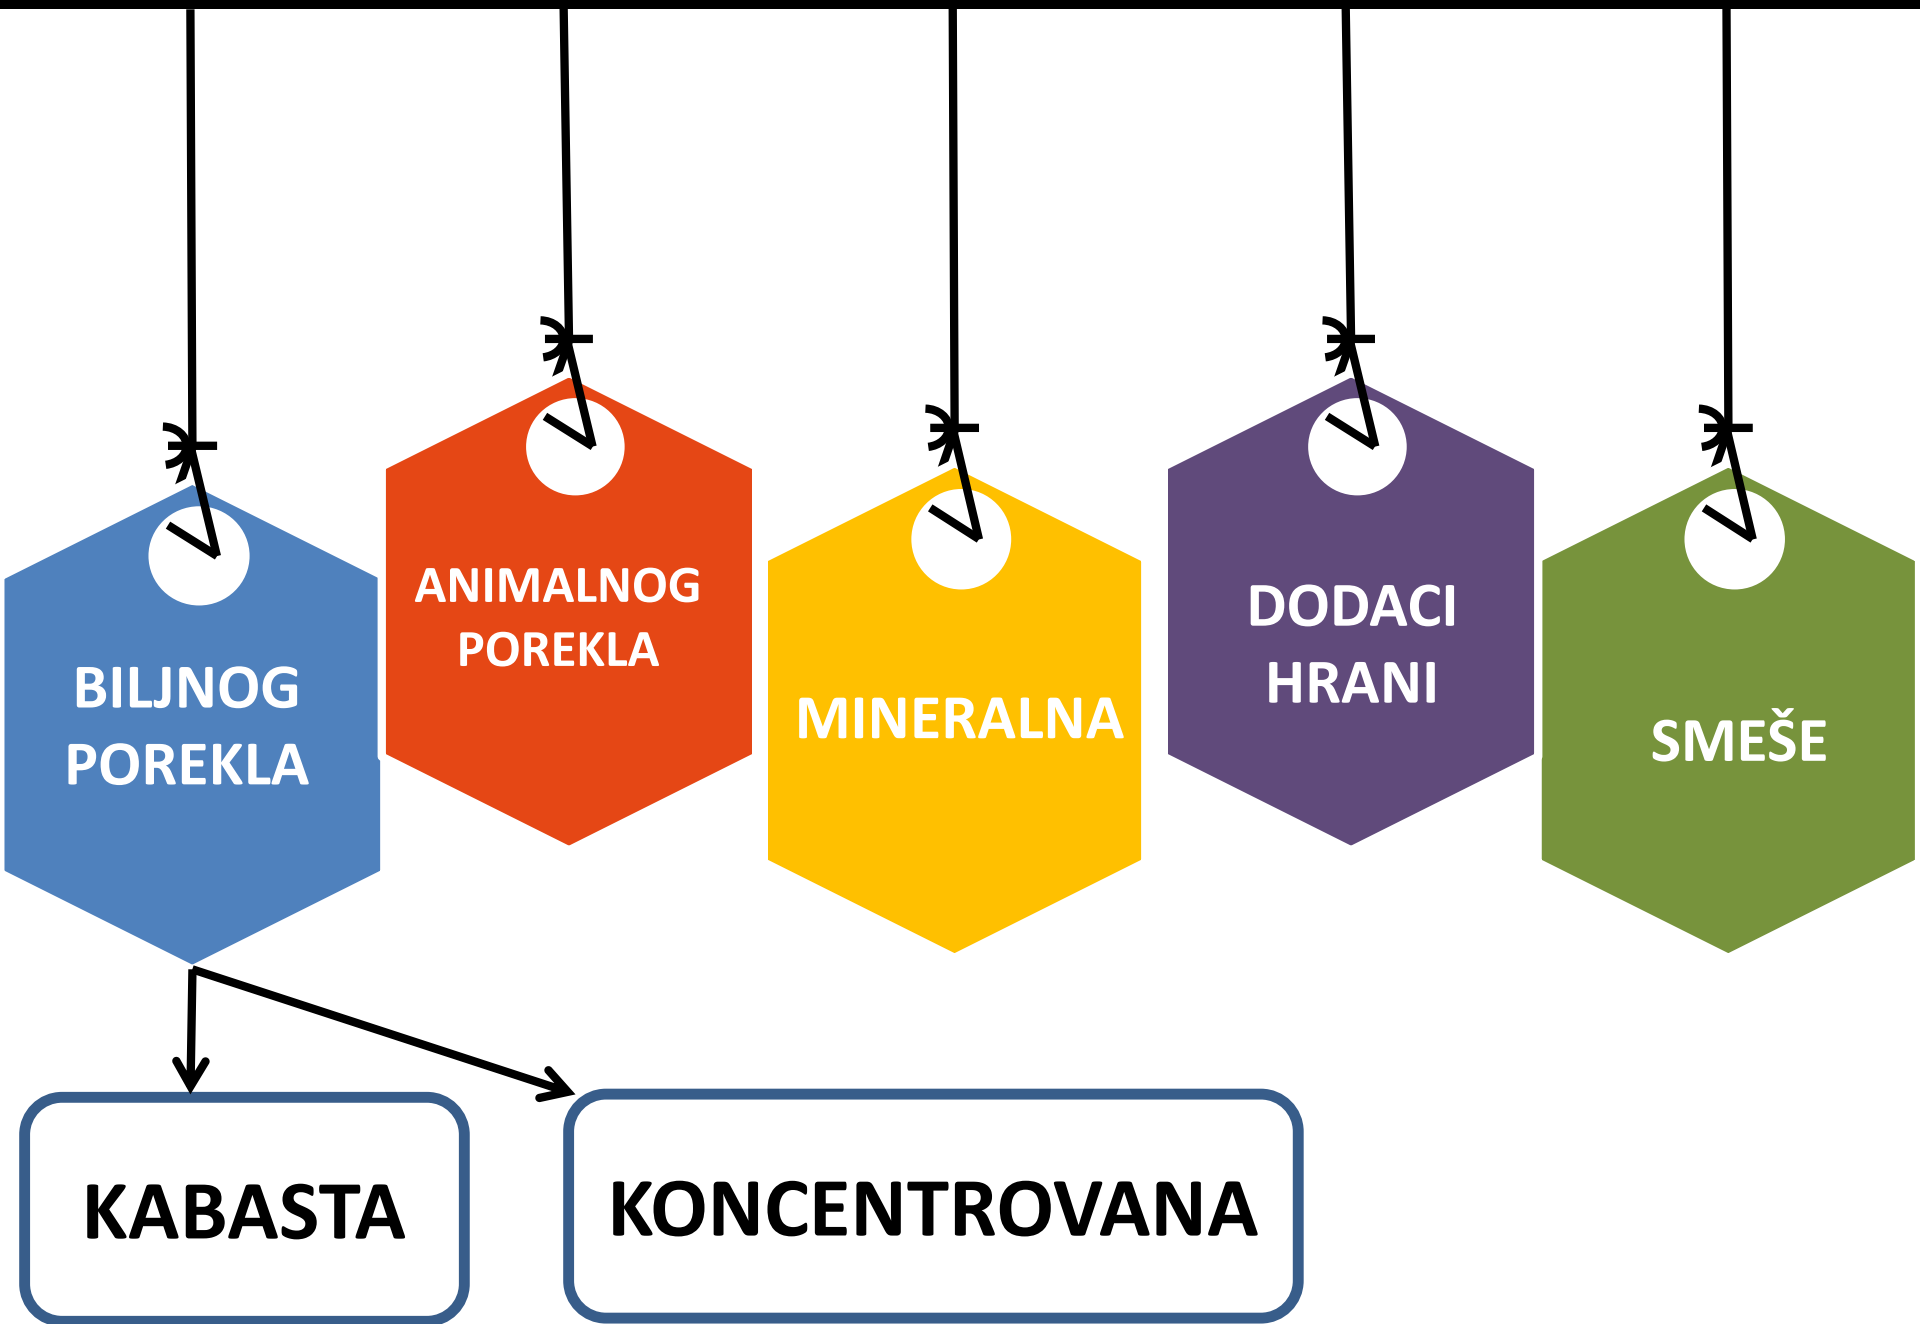 BILJNOG
POREKLA
ANIMALNOG
POREKLA
MINERALNA
DODACI
HRANI
SMEŠE
KABASTA
KONCENTROVANA